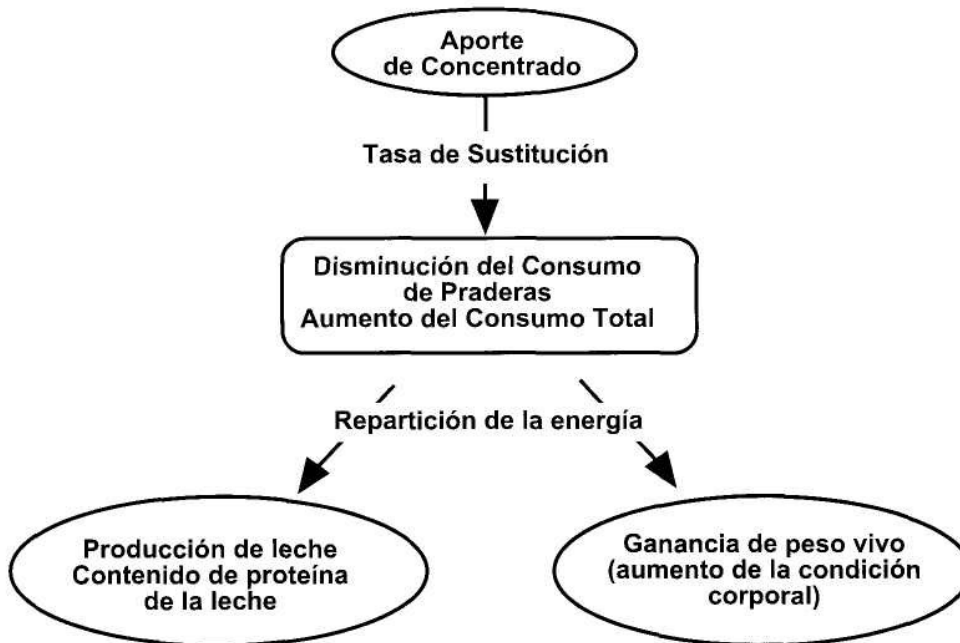 Aporte
de Concentrado
Tasa de Sustitución
Disminución del Consumo
de Praderas
Aumento del Consumo Total
Repartición de la energía
Producción de leche
Contenido de proteína
de la leche
Ganancia de peso vivo
(aumento de la condición
corporal)